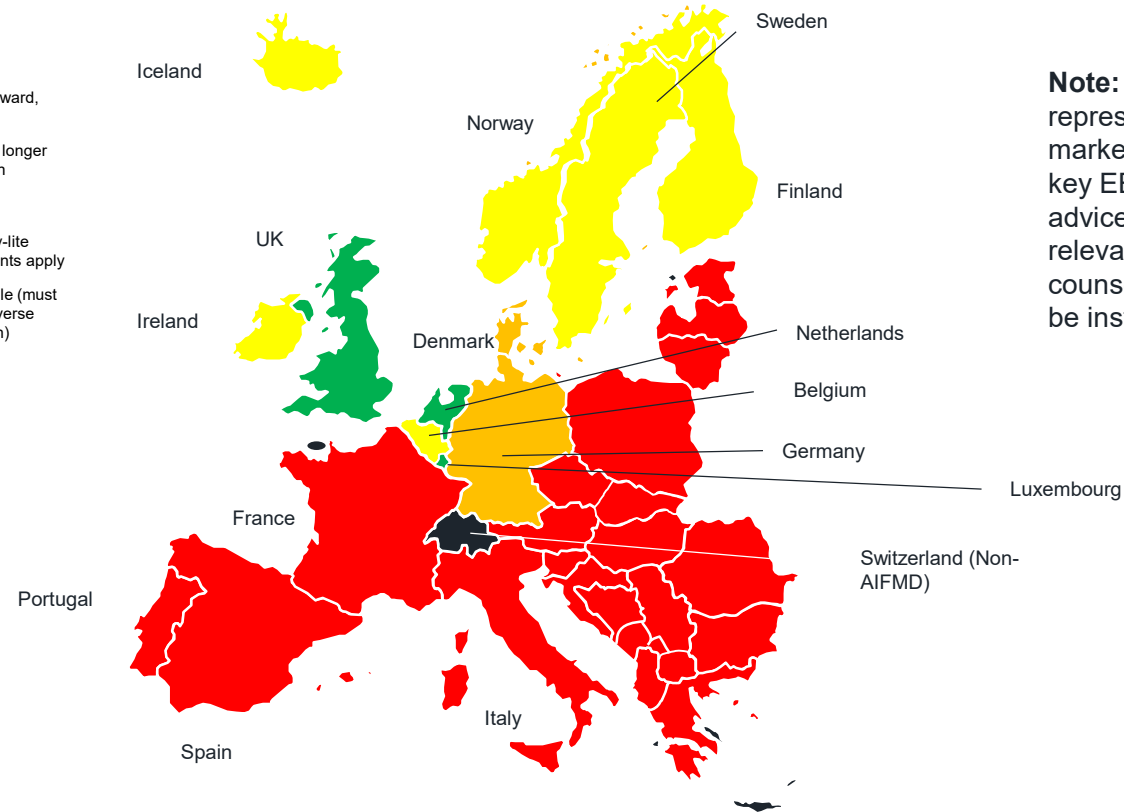 Sweden
Iceland
Note:
ward,
repres
Norway
marke
longer
key EE
Finland
advice
UK
relevа
y-lite
nts apply
couns
le (must
verse
be ins
Ireland
Denmark
Netherlands
Belgium
Germany
Luxembourg
France
Switzerland (Non-
AIFMD)
Portugal
Italy
Spain